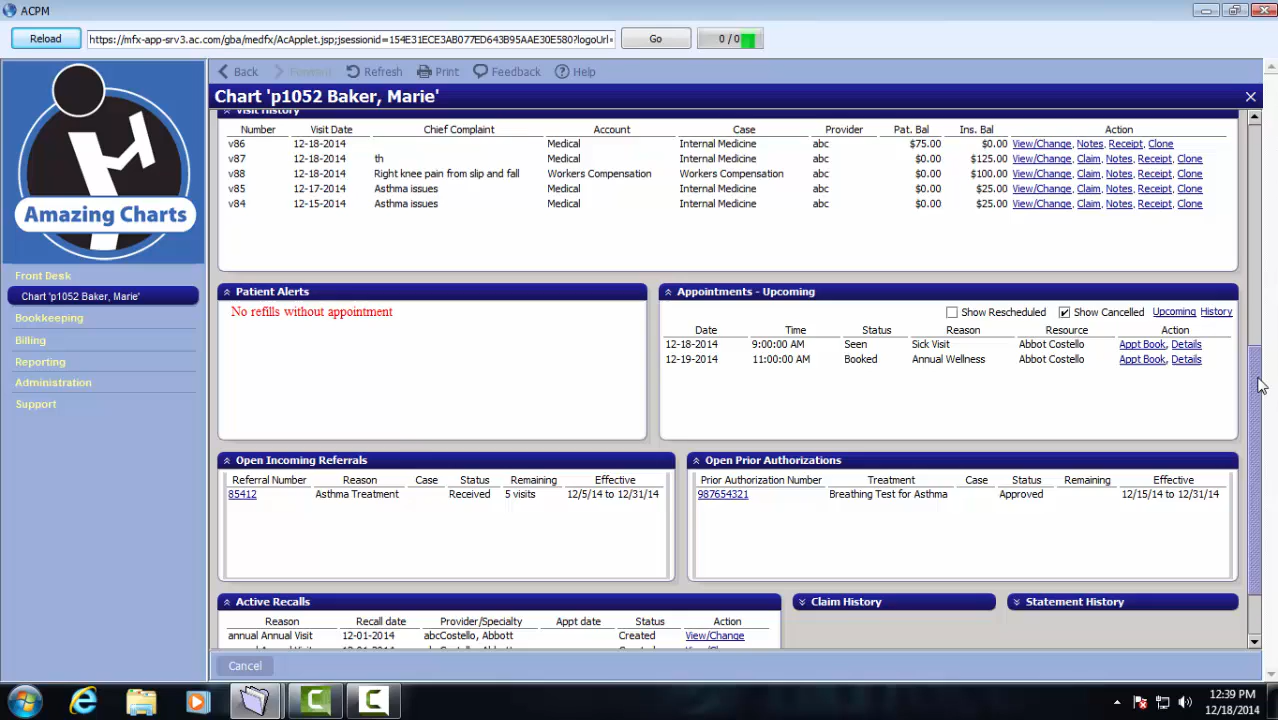 ACPM
Reload https://mfx-app-srv3.ac.com/gba/medfx/AcApplet.jsp;jsessionid=154E31ECE3AB077ED643B95AAE30E580?logoUrl= Go 0 / 0
Back Forward Refresh Print Feedback Help
Chart 'p1052 Baker, Marie'
Amazing Charts
Front Desk
Chart 'p1052 Baker, Marie'
Bookkeeping
Billing
Reporting
Administration
Support
Visit History
Number Visit Date Chief Complaint Account Case Provider Pat. Bal Ins. Bal Action
v86 12-18-2014 Medical Internal Medicine abc $75.00 $0.00 View/Change, Notes, Receipt, Clone
v87 12-18-2014 th Medical Internal Medicine abc $0.00 $125.00 View/Change, Claim, Notes, Receipt, Clone
v88 12-18-2014 Right knee pain from slip and fall Workers Compensation Workers Compensation abc $0.00 $100.00 View/Change, Claim, Notes, Receipt, Clone
v85 12-17-2014 Asthma issues Medical Internal Medicine abc $0.00 $25.00 View/Change, Claim, Notes, Receipt, Clone
v84 12-15-2014 Asthma issues Medical Internal Medicine abc $0.00 $25.00 View/Change, Claim, Notes, Receipt, Clone
Patient Alerts
No refills without appointment
Appointments - Upcoming
Show Rescheduled Show Cancelled Upcoming History
Date Time Status Reason Resource Action
12-18-2014 9:00:00 AM Seen Sick Visit Abbot Costello Appt Book, Details
12-19-2014 11:00:00 AM Booked Annual Wellness Abbot Costello Appt Book, Details
Open Incoming Referrals
Referral Number Reason Case Status Remaining Effective
85412 Asthma Treatment Received 5 visits 12/5/14 to 12/31/14
Open Prior Authorizations
Prior Authorization Number Treatment Case Status Remaining Effective
987654321 Breathing Test for Asthma Approved 12/15/14 to 12/31/14
Active Recalls
Reason Recall date Provider/Specialty Appt date Status Action
annual Annual Visit 12-01-2014 abcCostello, Abbott Created View/Change
Claim History
Statement History
Cancel
12:39 PM
12/18/2014